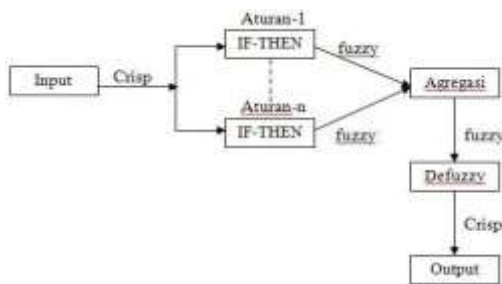 Aturan-1
IF-THEN
fuzzy
Input
Crisp
Agregasi
Aturan-n
IF-THEN
fuzzy
fuzzy
Defuzzy
Crisp
Output